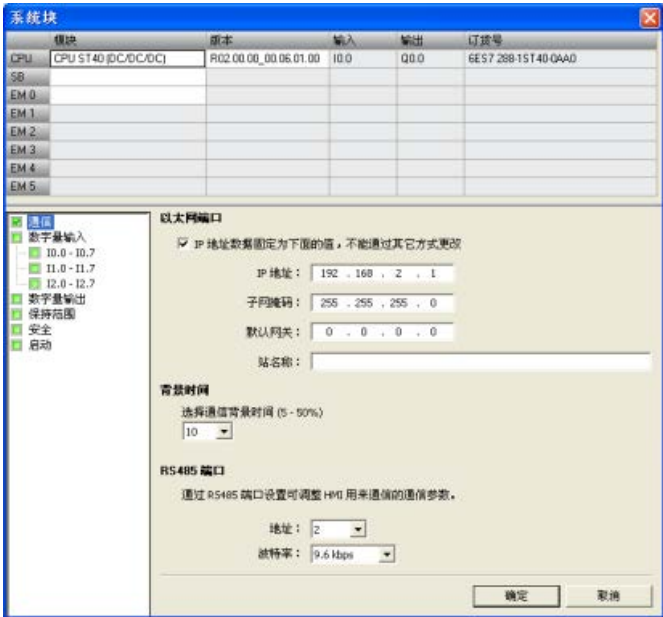 系统块
模块 版本 输入 输出 订货号
CPU CPU ST40 (DC/DC/DC) R02.00.00_00.06.01.00 I0.0 Q0.0 6ES7 288-1ST40-0AA0
SB
EM 0
EM 1
EM 2
EM 3
EM 4
EM 5
通信
数字量输入
I0.0 - I0.7
I1.0 - I1.7
I2.0 - I2.7
数字量输出
保持范围
安全
启动
以太网端口
IP 地址数据固定为下面的值，不能通过其它方式更改
IP 地址： 192 . 168 . 2 . 1
子网掩码： 255 . 255 . 255 . 0
默认网关： 0 . 0 . 0 . 0
站名称：
背景时间
选择通信背景时间 (5 - 50%)
10
RS485 端口
通过 RS485 端口设置可调整 HMI 用来通信的通信参数。
地址： 2
波特率： 9.6 kbps
确定 取消